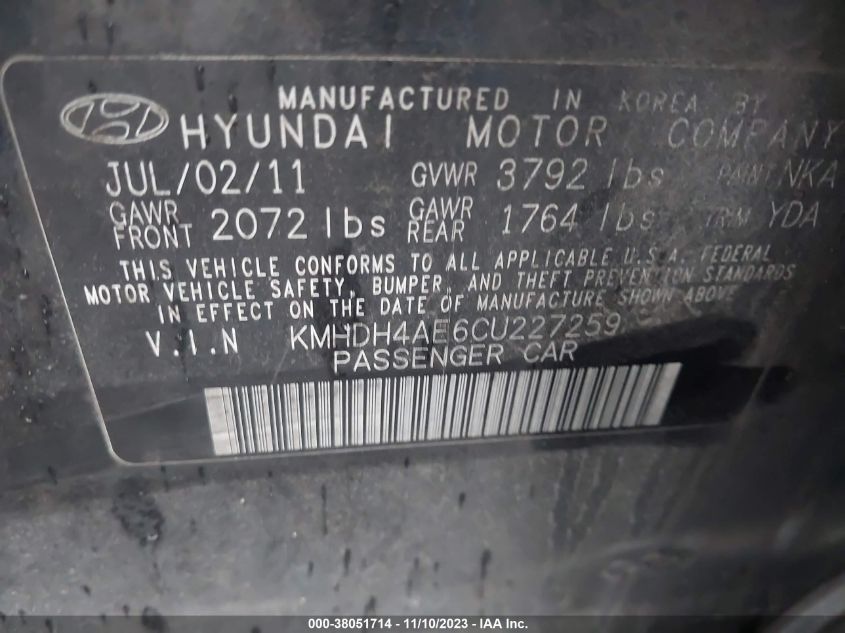 MANUFACTURED IN KOREA BY
HYUNDAI MOTOR COMPANY
JUL/02/11 GVWR 3792 lbs PAINT NKA
GAWR FRONT 2072 lbs GAWR REAR 1764 lbs TRIM YDA
THIS VEHICLE CONFORMS TO ALL APPLICABLE U.S.A. FEDERAL
MOTOR VEHICLE SAFETY, BUMPER, AND THEFT PREVENTION STANDARDS
IN EFFECT ON THE DATE OF MANUFACTURE SHOWN ABOVE.
V.I.N KMHDH4AE6CU227259
PASSENGER CAR
000-38051714 - 11/10/2023 - IAA Inc.